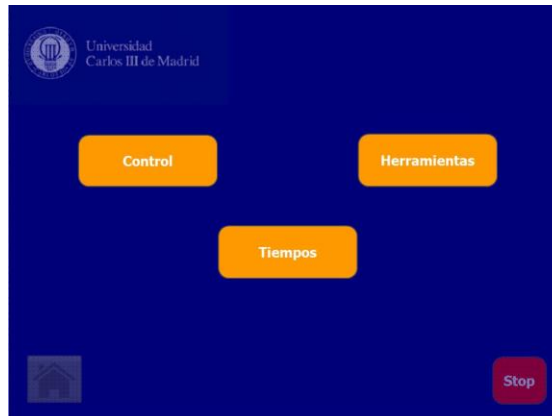 Universidad
Carlos III de Madrid
Control
Herramientas
Tiempos
Stop